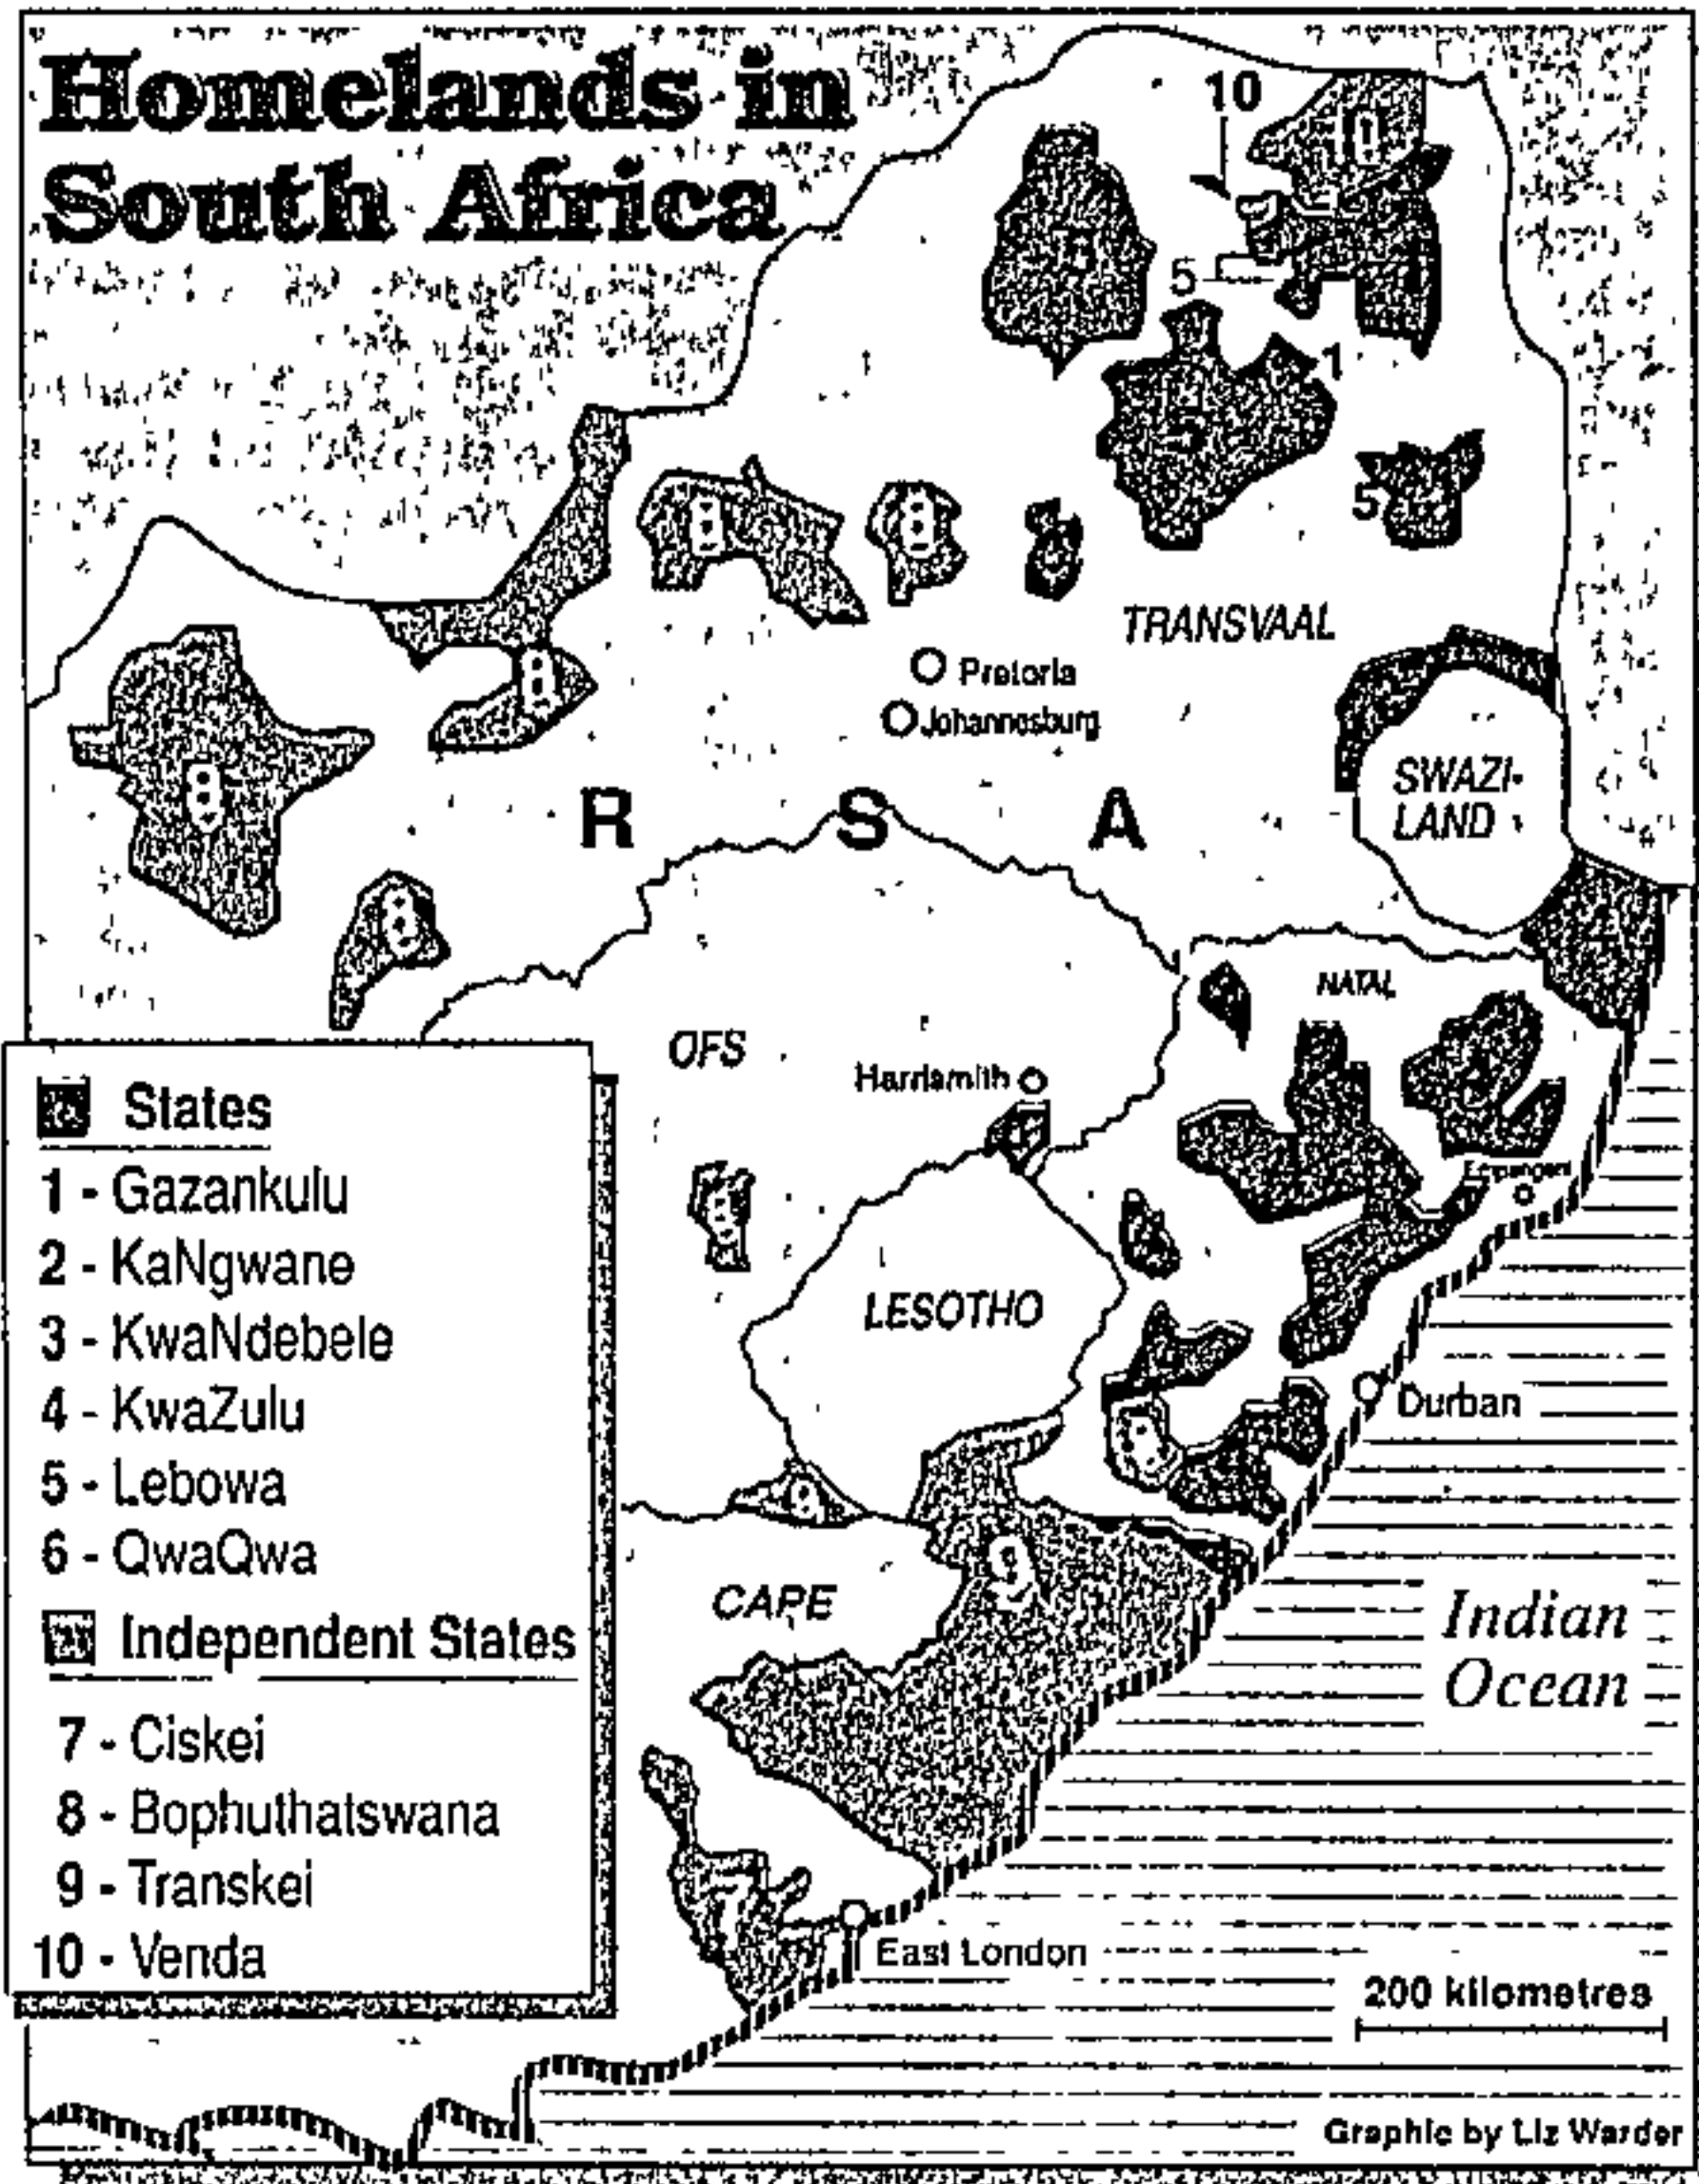 Homelands in
South Africa
10
5
1
5
5
TRANSVAAL
Pretoria
Johannesburg
SWAZI-
LAND
R S A
NATAL
OFS
Harrismith
LESOTHO
Durban
CAPE
Indian
Ocean
East London
200 kilometres
States
1 - Gazankulu
2 - KaNgwane
3 - KwaNdebele
4 - KwaZulu
5 - Lebowa
6 - QwaQwa
Independent States
7 - Ciskei
8 - Bophuthatswana
9 - Transkei
10 - Venda
Graphic by Liz Warder